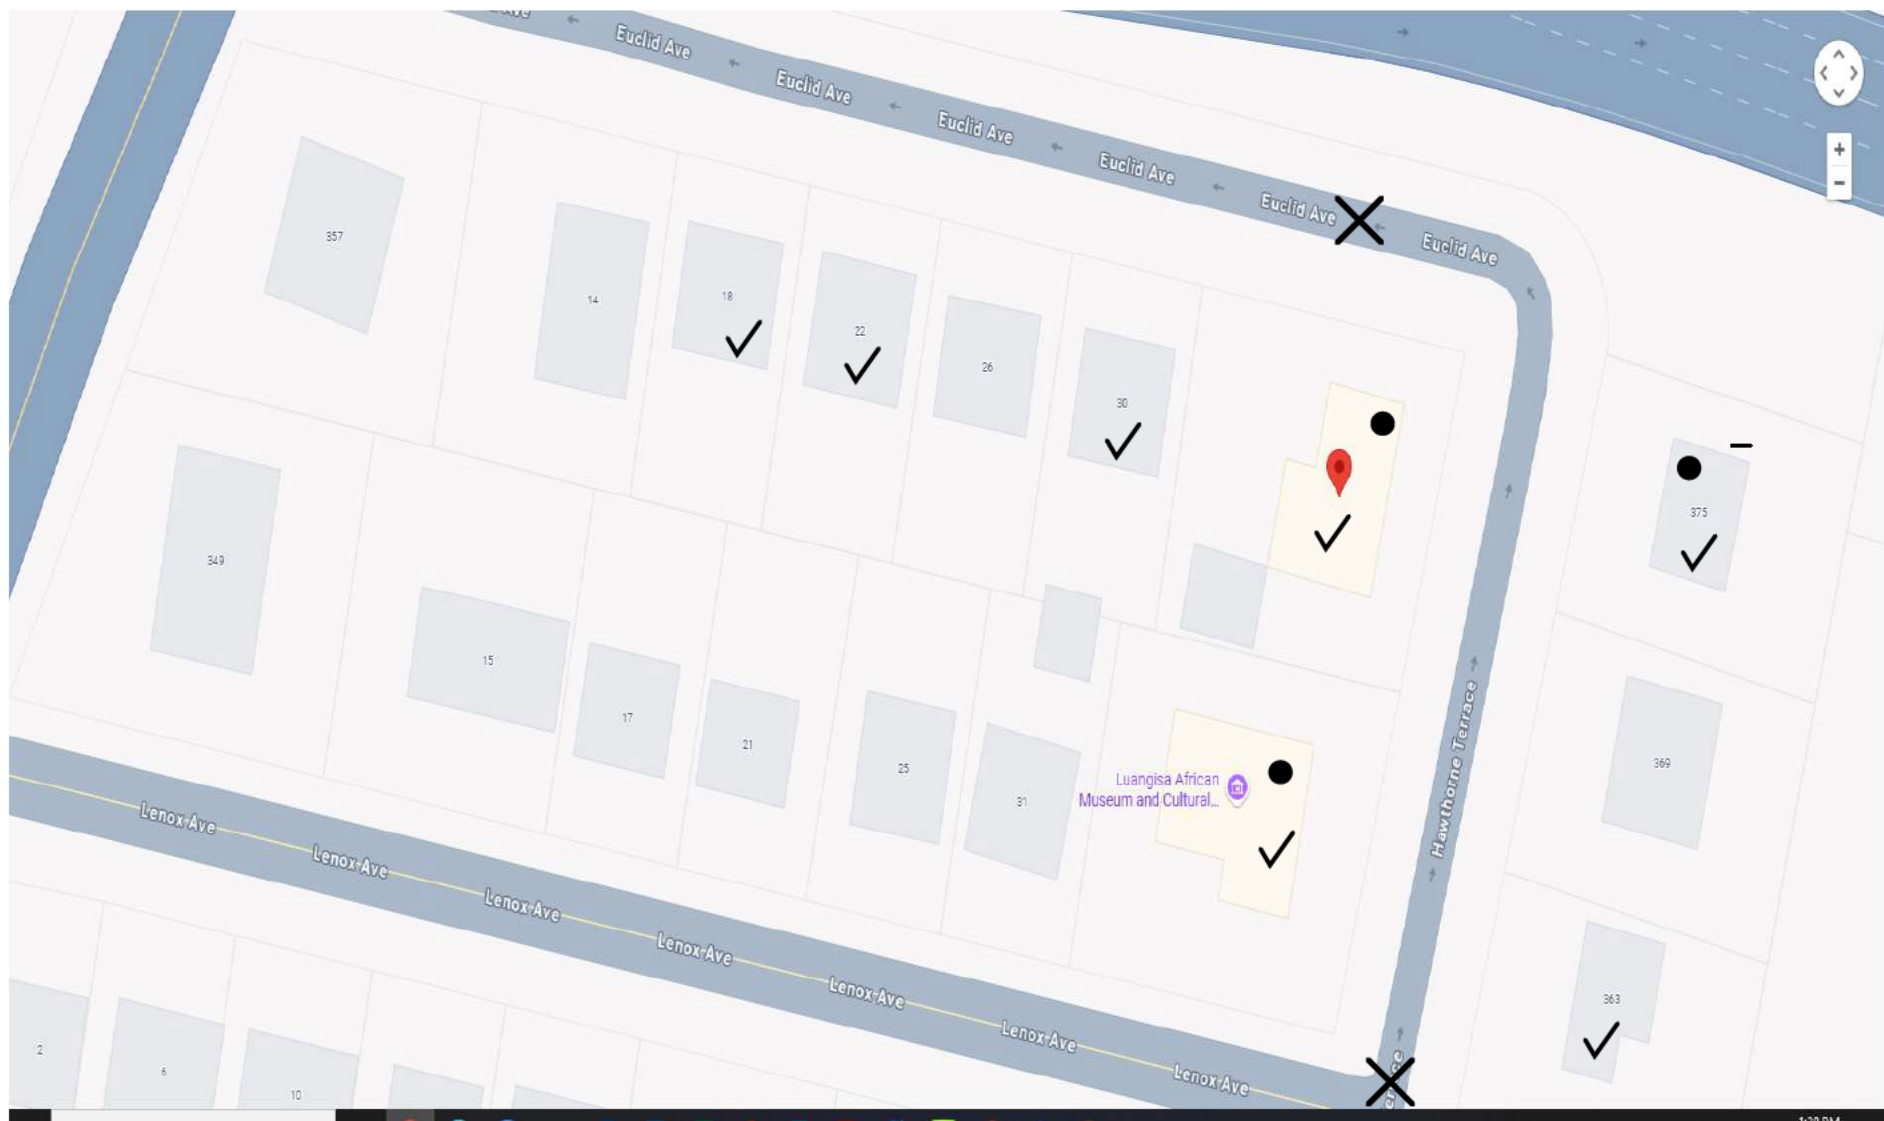 Euclid Ave
Euclid Ave
Euclid Ave
Euclid Ave
Euclid Ave
Euclid Ave
357
14
18
22
26
30
375
349
15
17
21
25
31
Luangisa African
Museum and Cultural...
Hawthorne Terrace
369
363
Lenox Ave
Lenox Ave
Lenox Ave
Lenox Ave
Lenox Ave
Lenox Ave
Lenox Ave
2
6
10
+
−